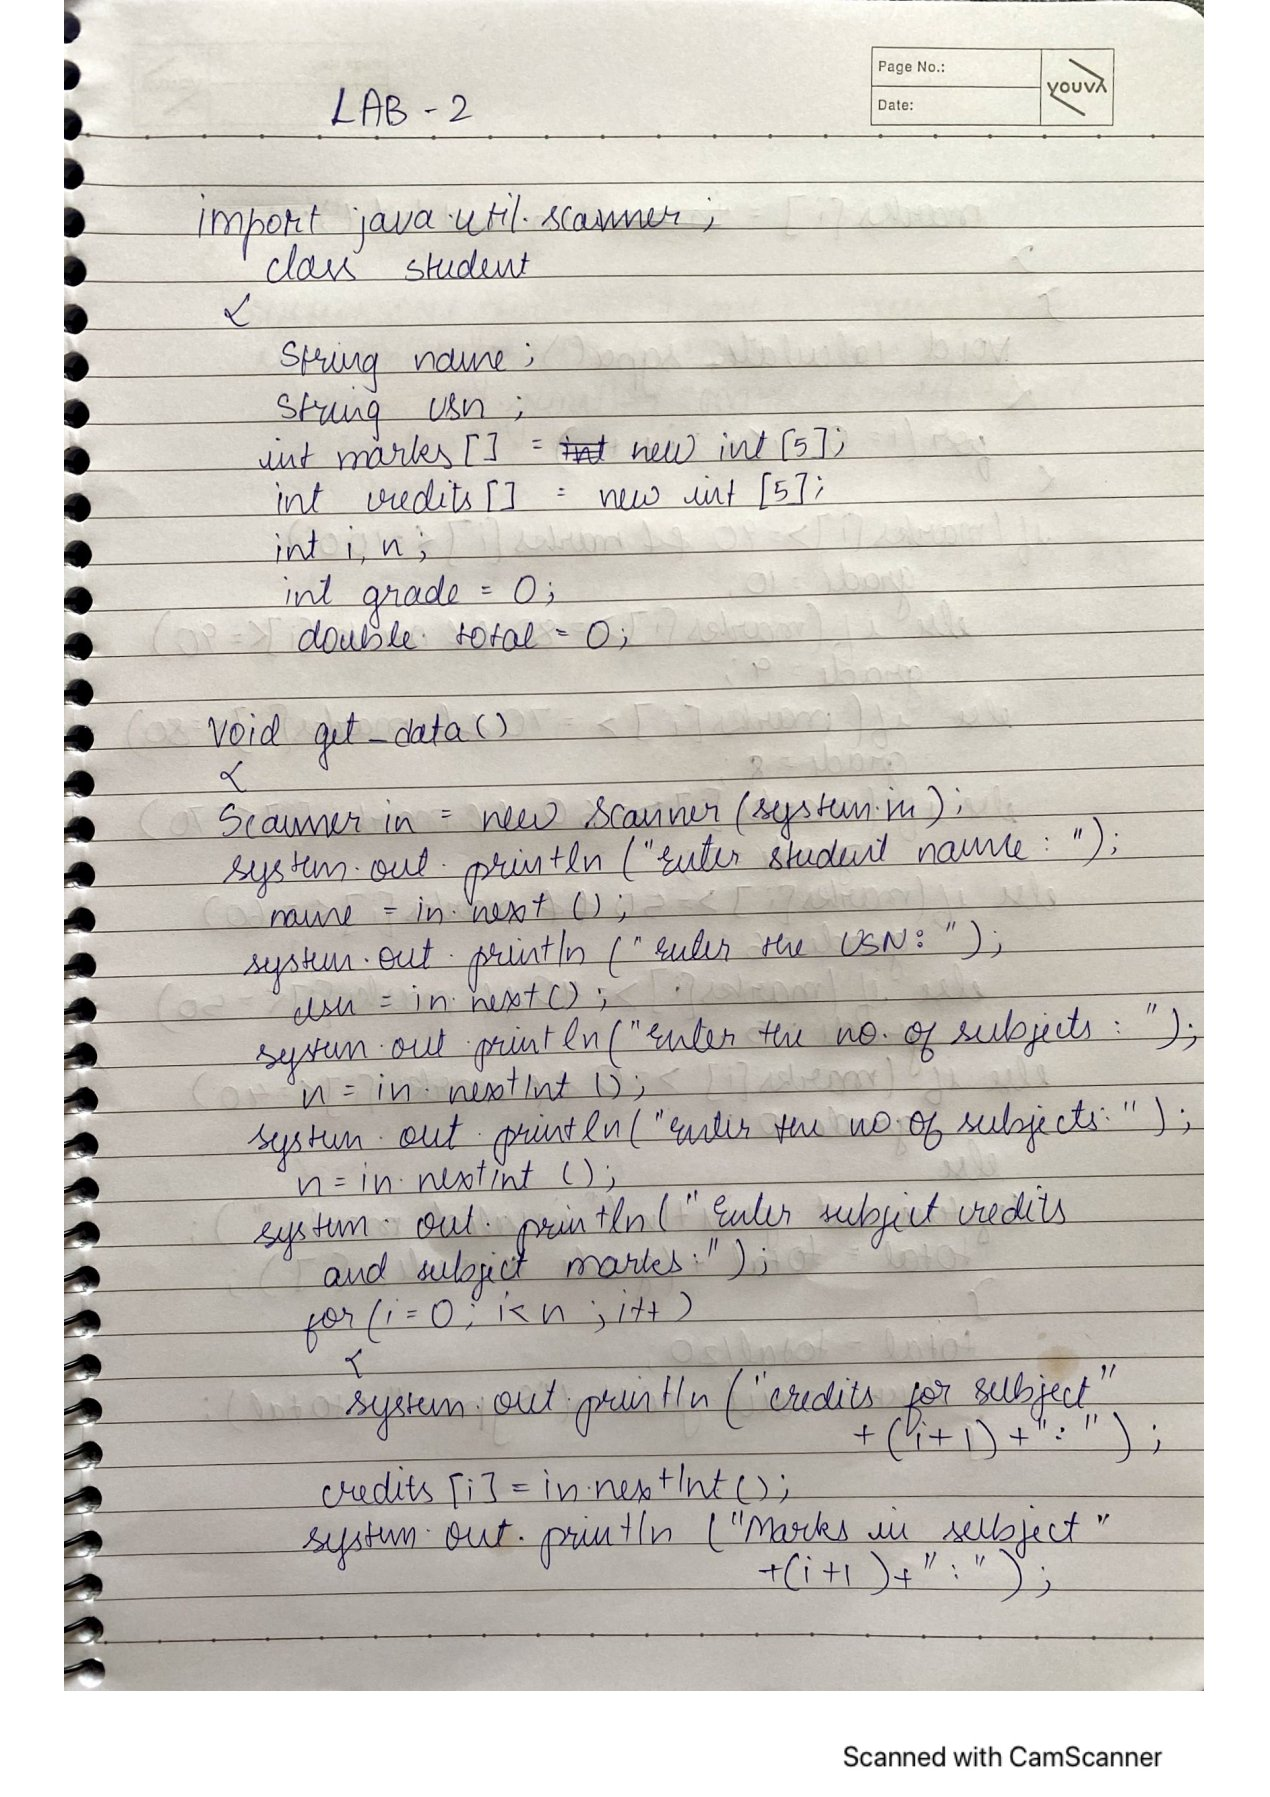 Page No.:
Date:
youva
LAB - 2
import java.util.scanner;
class student
{
String name;
String usn;
int marks[] = int new int [5];
int credits[] = new int [5];
int i, n;
int grade = 0;
double total = 0;
Void get_data()
{
Scanner in = new Scanner (system.in);
system.out.println ("Enter student name : ");
name = in.next ();
system.out.println (" Enter the USN: ");
usn = in.next();
system.out.println("Enter the no. of subjects : ");
n = in.nextInt ();
system.out.println("Enter the no. of subjects: ");
n = in.nextint ();
system.out.println(" Enter subject credits
and subject marks: ");
for (i = 0; i < n ; i++)
{
system.out.println ("credits for subject"
+ (i+1) + " : ") ;
credits [i] = in.nextInt();
system.out.println ("Marks in subject"
+(i+1)+" : ");
Scanned with CamScanner